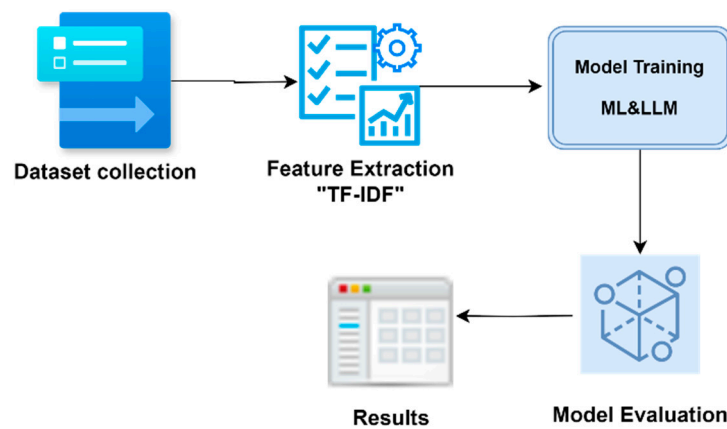 Dataset collection
Feature Extraction
"TF-IDF"
Model Training
ML&LLM
Model Evaluation
Results